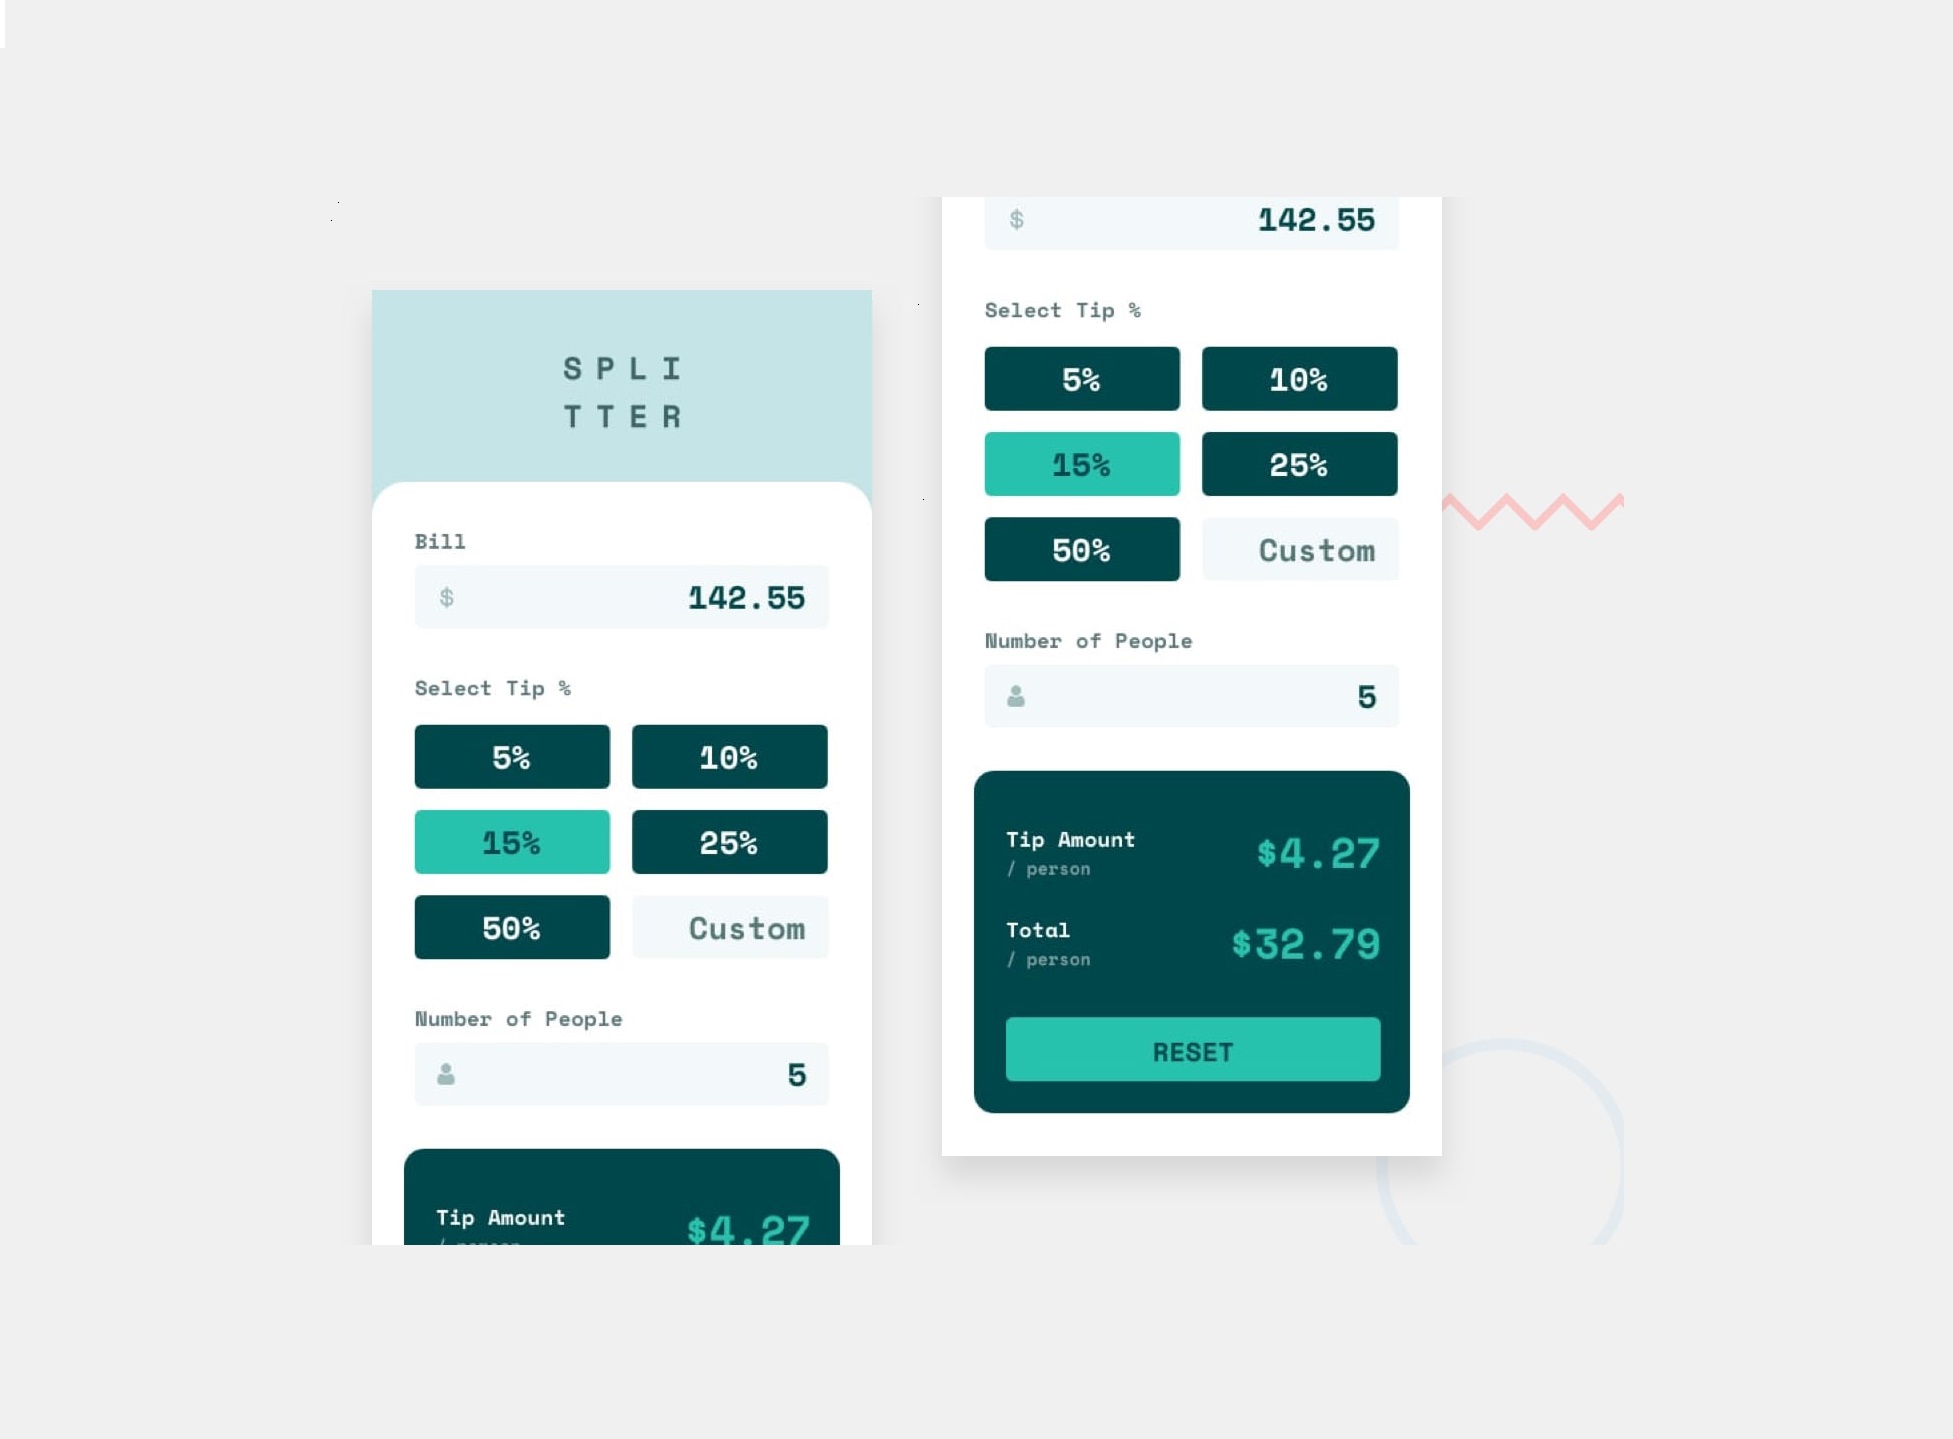 SPLI
TTER
Bill
$ 142.55
Select Tip %
5% 10%
15% 25%
50% Custom
Number of People
5
Tip Amount
$4.27
/ person
$ 142.55
Select Tip %
5% 10%
15% 25%
50% Custom
Number of People
5
Tip Amount
/ person
$4.27
Total
/ person
$32.79
RESET